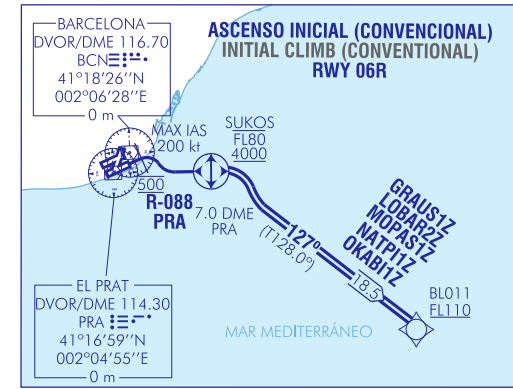 ASCENSO INICIAL (CONVENCIONAL)
INITIAL CLIMB (CONVENTIONAL)
RWY 06R
BARCELONA
DVOR/DME 116.70
BCN
41°18'26''N
002°06'28''E
0 m
MAX IAS
200 kt
SUKOS
FL80
4000
500
R-088
PRA
7.0 DME
PRA
127°
(T128.0°)
18.5
GRAUS1Z
LOBAR2Z
MOPAS1Z
NATPI1Z
OKABI1Z
BL011
FL110
EL PRAT
DVOR/DME 114.30
PRA
41°16'59''N
002°04'55''E
0 m
MAR MEDITERRÁNEO